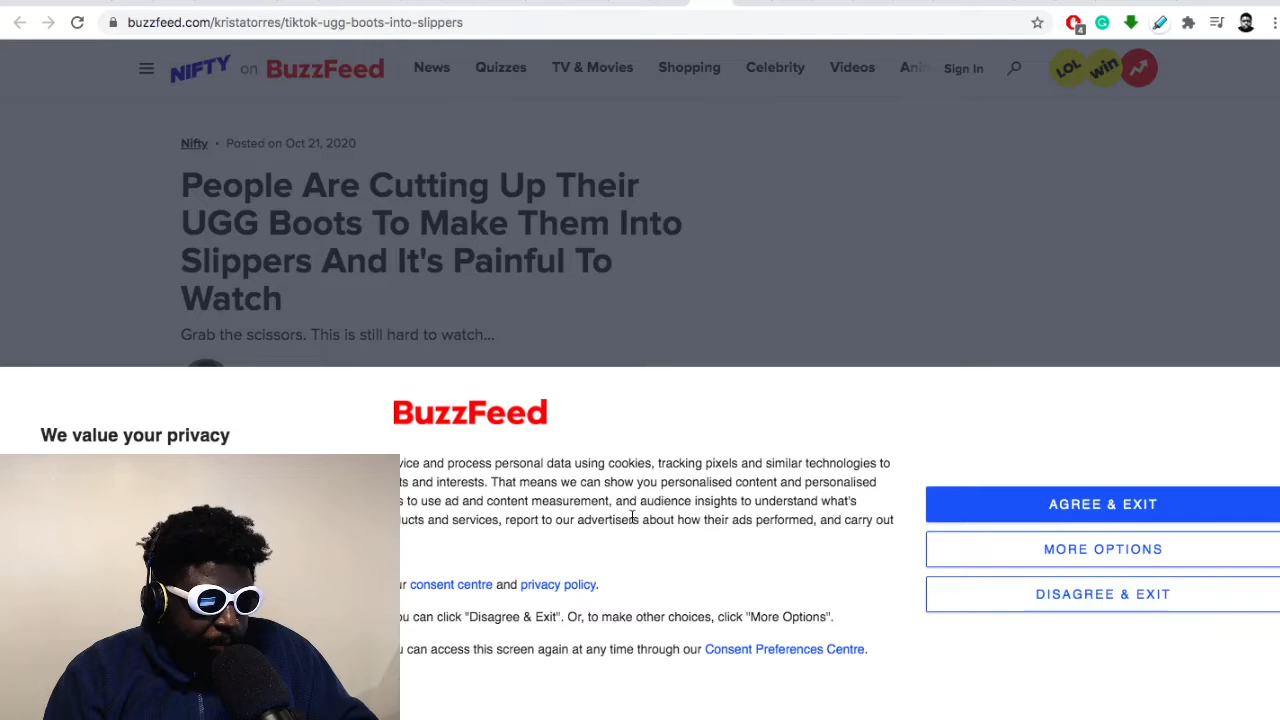 buzzfeed.com/kristatorres/tiktok-ugg-boots-into-slippers
4
NIFTY on BuzzFeed News Quizzes TV & Movies Shopping Celebrity Videos Ani Sign In LOL win
Nifty • Posted on Oct 21, 2020
People Are Cutting Up Their
UGG Boots To Make Them Into
Slippers And It's Painful To
Watch
Grab the scissors. This is still hard to watch...
BuzzFeed
We value your privacy
vice and process personal data using cookies, tracking pixels and similar technologies to
ts and interests. That means we can show you personalised content and personalised
s to use ad and content measurement, and audience insights to understand what's
ucts and services, report to our advertisers about how their ads performed, and carry out
r consent centre and privacy policy.
ou can click "Disagree & Exit". Or, to make other choices, click "More Options".
u can access this screen again at any time through our Consent Preferences Centre.
AGREE & EXIT
MORE OPTIONS
DISAGREE & EXIT